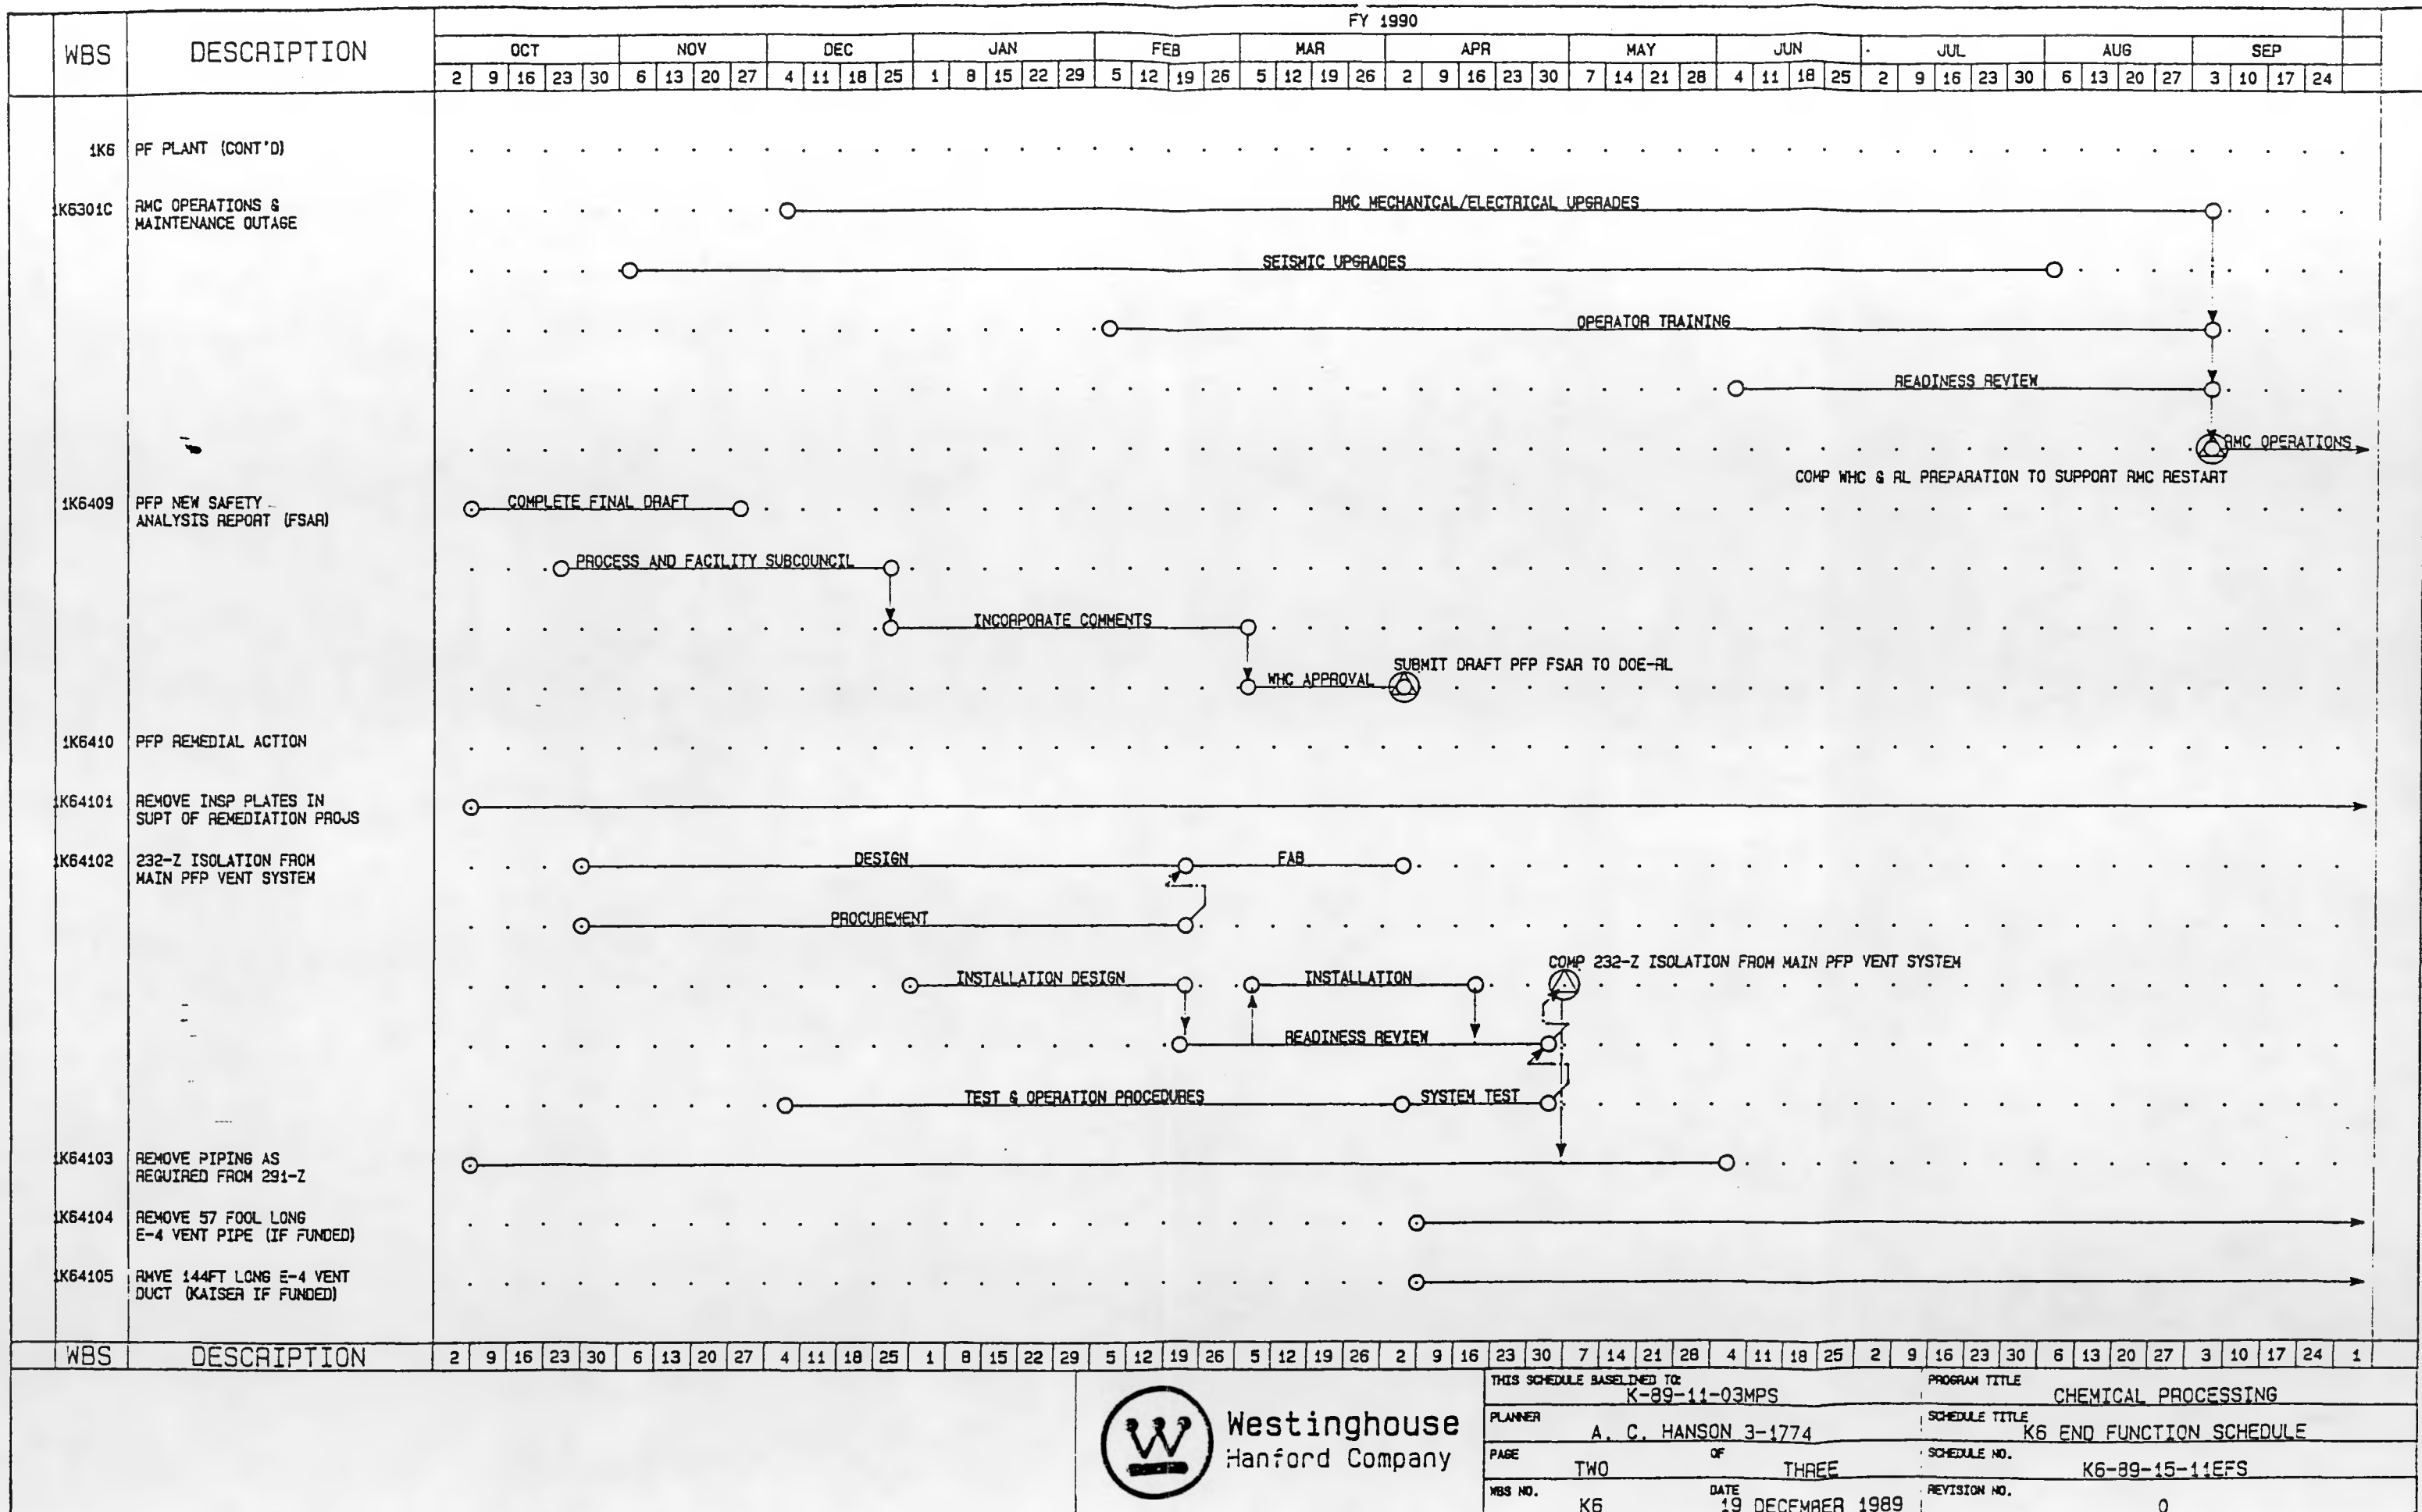 FY 1990
WBS DESCRIPTION OCT NOV DEC JAN FEB MAR APR MAY JUN JUL AUG SEP
2 9 16 23 30 6 13 20 27 4 11 18 25 1 8 15 22 29 5 12 19 26 5 12 19 26 2 9 16 23 30 7 14 21 28 4 11 18 25 2 9 16 23 30 6 13 20 27 3 10 17 24
1K6 PF PLANT (CONT'D)
1K6301C RMC OPERATIONS &
MAINTENANCE OUTAGE
RMC MECHANICAL/ELECTRICAL UPGRADES
SEISMIC UPGRADES
OPERATOR TRAINING
READINESS REVIEW
RMC OPERATIONS
COMP WHC & RL PREPARATION TO SUPPORT RMC RESTART
1K6409 PFP NEW SAFETY
ANALYSIS REPORT (FSAR)
COMPLETE FINAL DRAFT
PROCESS AND FACILITY SUBCOUNCIL
INCORPORATE COMMENTS
SUBMIT DRAFT PFP FSAR TO DOE-RL
WHC APPROVAL
1K6410 PFP REMEDIAL ACTION
1K64101 REMOVE INSP PLATES IN
SUPT OF REMEDIATION PROJS
1K64102 232-Z ISOLATION FROM
MAIN PFP VENT SYSTEM
DESIGN FAB
PROCUREMENT
COMP 232-Z ISOLATION FROM MAIN PFP VENT SYSTEM
INSTALLATION DESIGN INSTALLATION
READINESS REVIEW
TEST & OPERATION PROCEDURES SYSTEM TEST
1K64103 REMOVE PIPING AS
REQUIRED FROM 291-Z
1K64104 REMOVE 57 FOOL LONG
E-4 VENT PIPE (IF FUNDED)
1K64105 RMVE 144FT LONG E-4 VENT
DUCT (KAISER IF FUNDED)
WBS DESCRIPTION 2 9 16 23 30 6 13 20 27 4 11 18 25 1 8 15 22 29 5 12 19 26 5 12 19 26 2 9 16 23 30 7 14 21 28 4 11 18 25 2 9 16 23 30 6 13 20 27 3 10 17 24 1
W
Westinghouse
Hanford Company
THIS SCHEDULE BASELINED TO:
K-89-11-03MPS
PROGRAM TITLE
CHEMICAL PROCESSING
PLANNER
A. C. HANSON 3-1774
SCHEDULE TITLE
K6 END FUNCTION SCHEDULE
PAGE TWO OF THREE
SCHEDULE NO.
K6-89-15-11EFS
WBS NO. K6
DATE 19 DECEMBER 1989
REVISION NO. 0